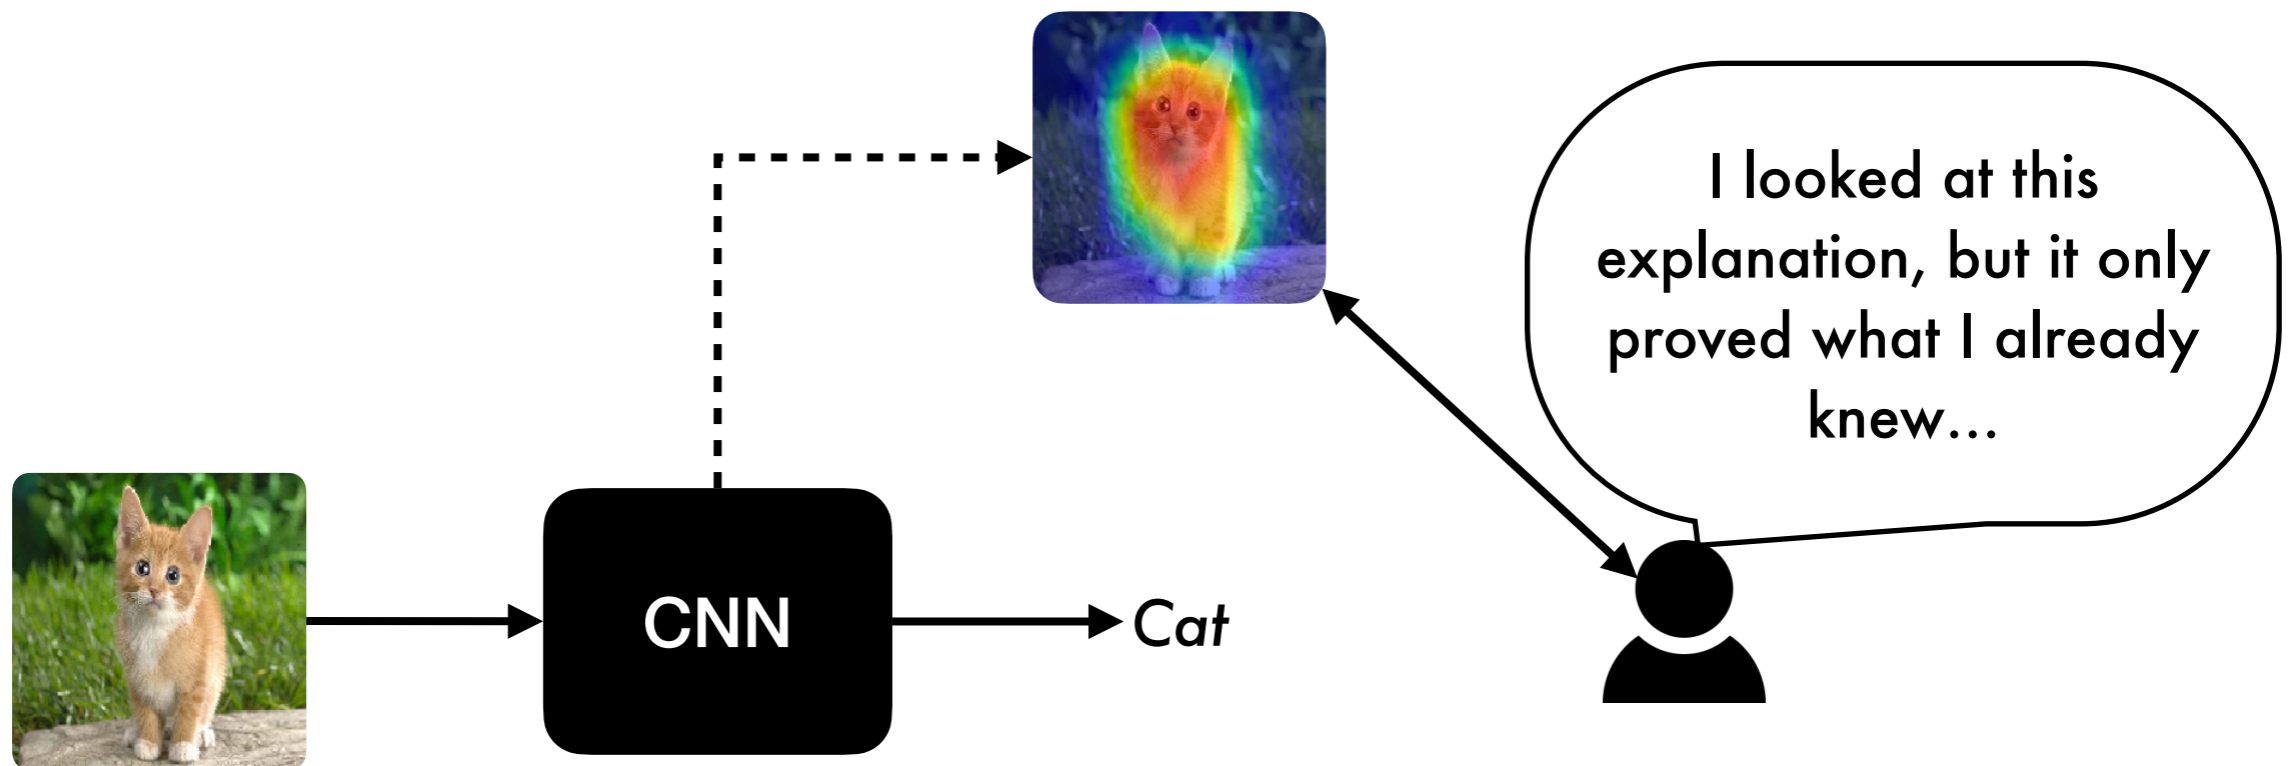 I looked at this
explanation, but it only
proved what I already
knew...
CNN
Cat